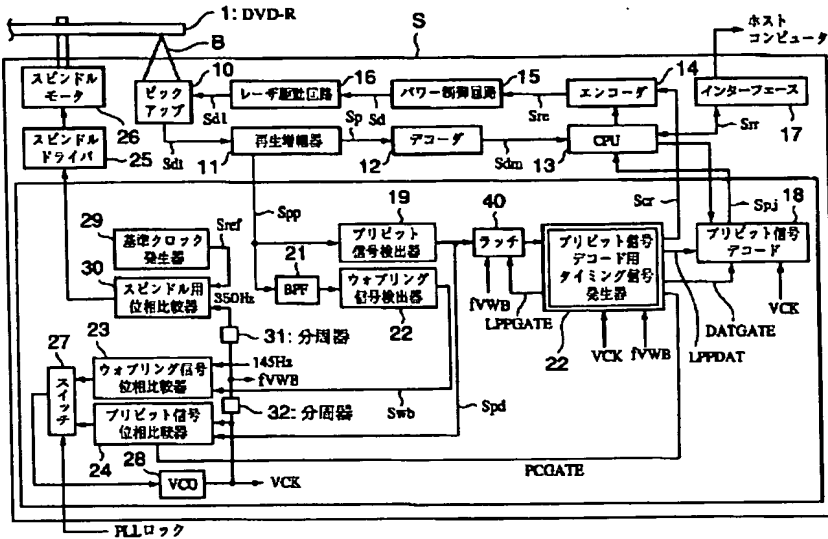 1: DVD-R
B
S
ホスト
コンピュータ
スピンドル
モータ
26
ピック
アップ
10
Sd1
レーザ駆動回路
16
Sd
パワー制御回路
15
Sre
エンコーダ
14
インターフェース
17
Srr
スピンドル
ドライバ
25
Sdt
再生増幅器
11
Sp
デコーダ
12
Sdm
CPU
13
Spp
19
プリピット
信号検出器
40
ラッチ
fVWB
LPPGATE
プリピット信号
デコード用
タイミング信号
発生器
22
VCK
fVWB
Scr
Spj
18
プリピット信号
デコード
DATGATE
LPPDAT
VCK
29
基準クロック
発生器
Sref
30
スピンドル用
位相比較器
350Hz
21
BPF
ウォブリング
信号検出器
22
31: 分周器
23
ウォブリング信号
位相比較器
145Hz
fVWB
Swb
Spd
27
スイッチ
32: 分周器
プリピット信号
位相比較器
24
PCGATE
28
VCO
VCK
PLLロック